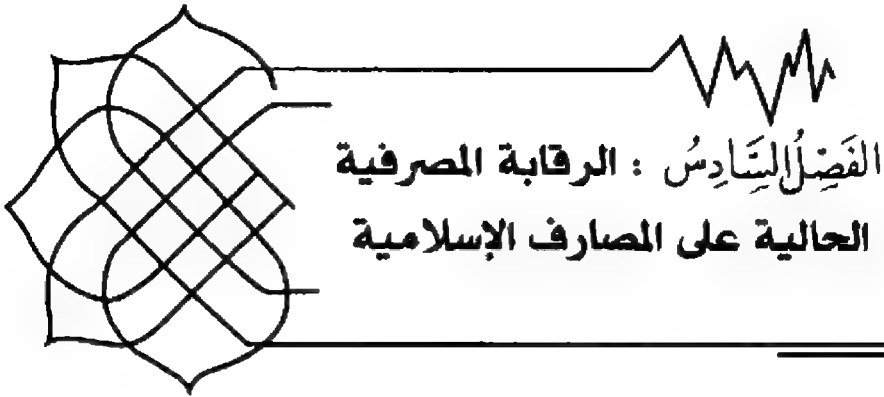 الفَصْلُ السَّادِسُ : الرقابة المصرفية
الحالية على المصارف الإسلامية